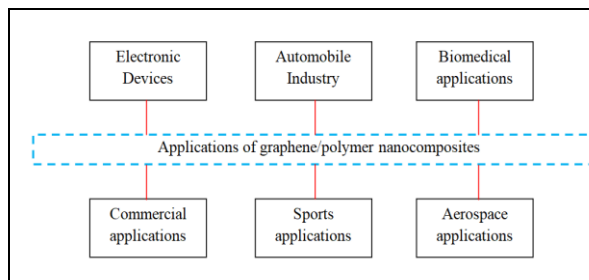 Electronic
Devices
Automobile
Industry
Biomedical
applications
Applications of graphene/polymer nanocomposites
Commercial
applications
Sports
applications
Aerospace
applications